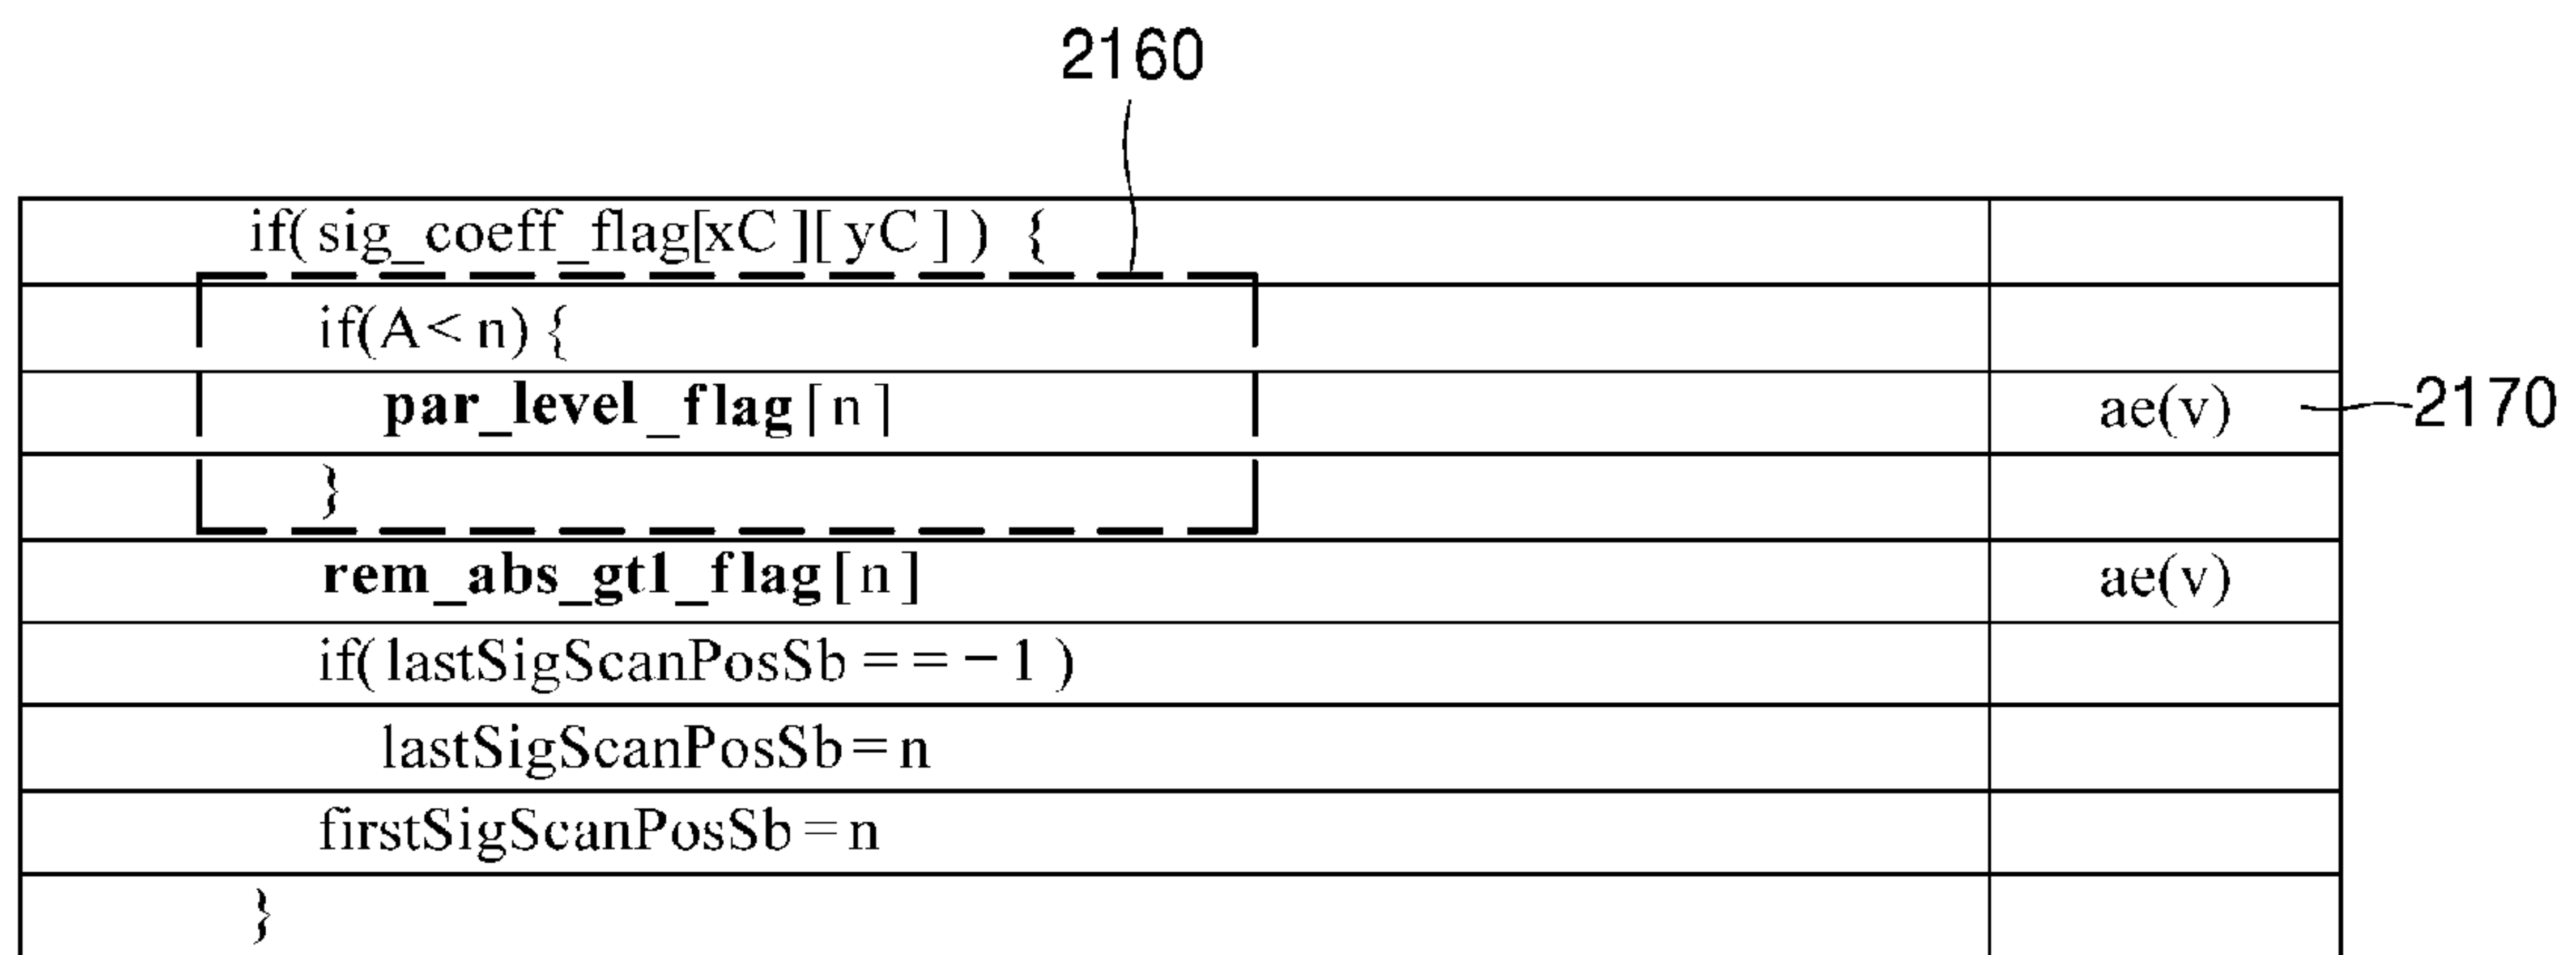 2160
if( sig_coeff_flag[xC ][ yC ] ) {
if(A< n) {
par_level_flag[n]
ae(v)
2170
}
rem_abs_gt1_flag[n]
ae(v)
if( lastSigScanPosSb = = −1 )
lastSigScanPosSb = n
firstSigScanPosSb = n
}